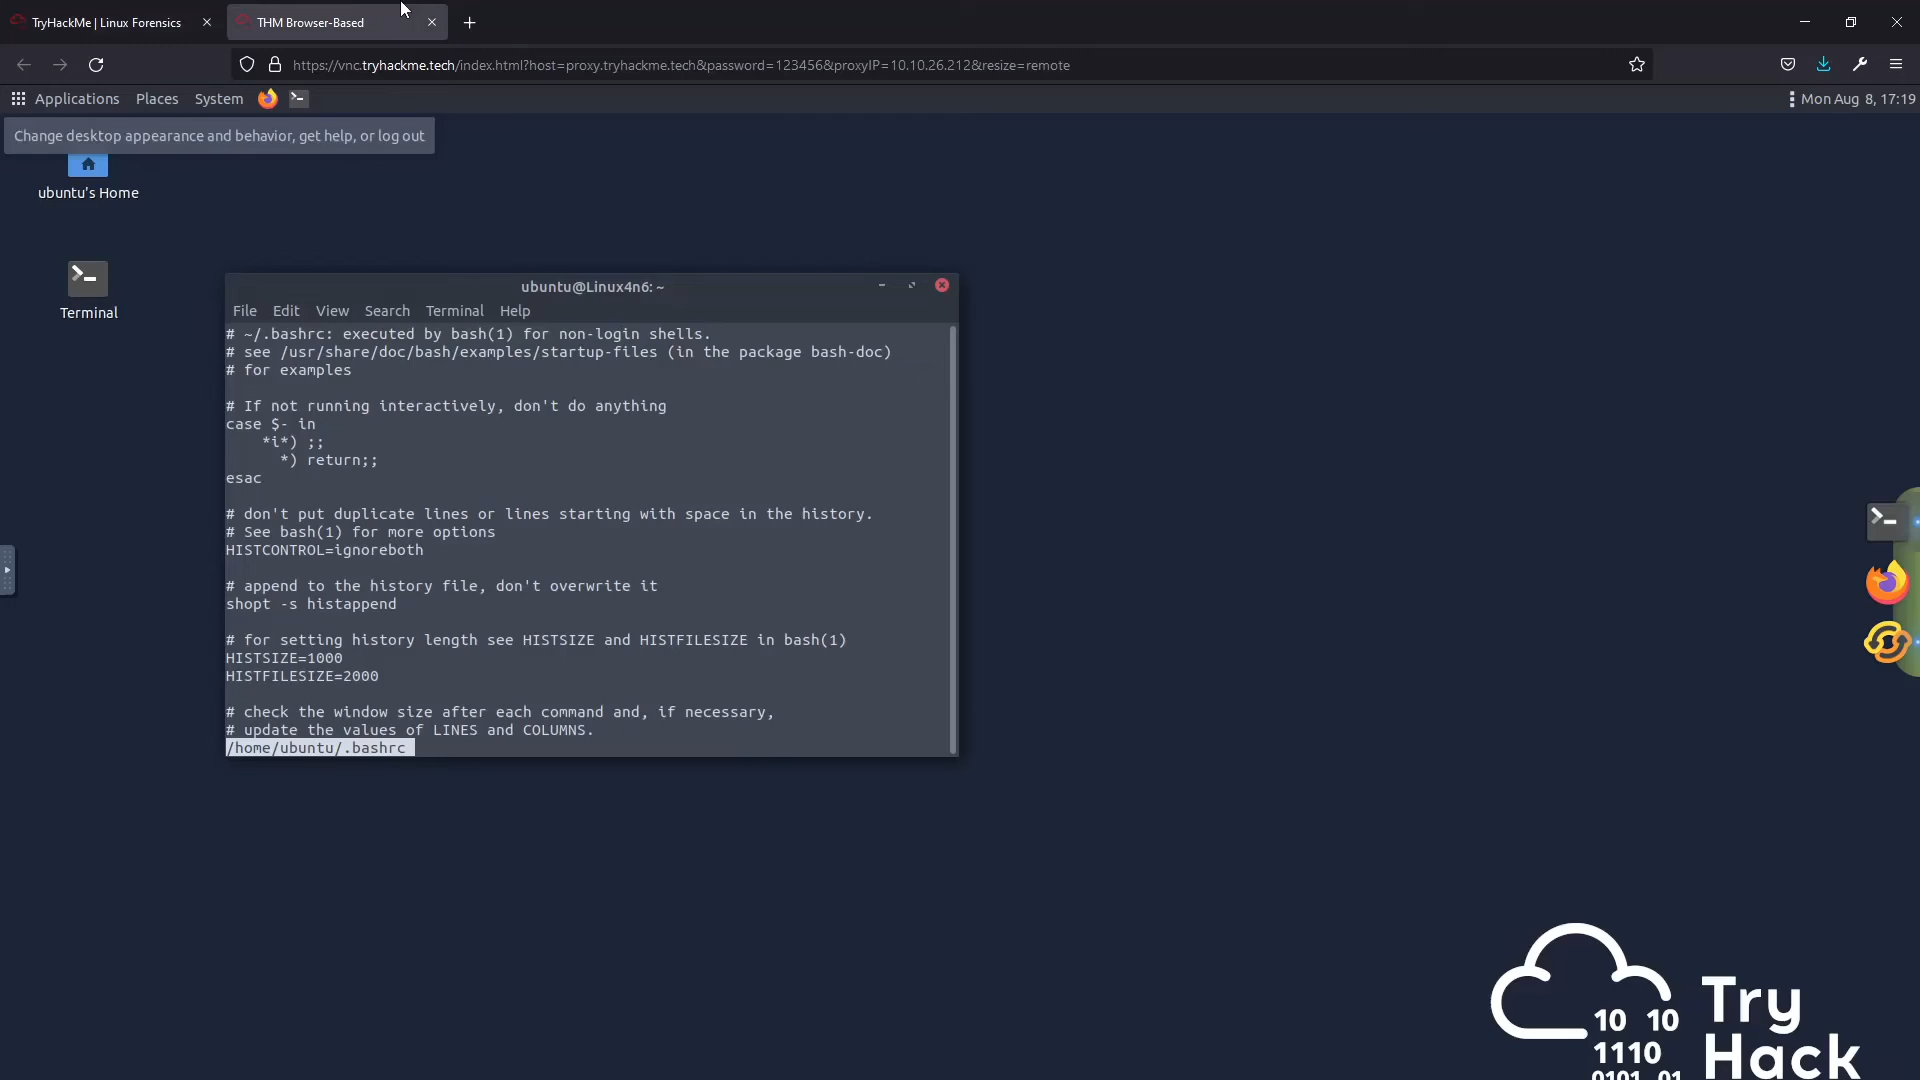 TryHackMe | Linux Forensics
THM Browser-Based
https://vnc.tryhackme.tech/index.html?host=proxy.tryhackme.tech&password=123456&proxyIP=10.10.26.212&resize=remote
Applications Places System
Mon Aug 8, 17:19
Change desktop appearance and behavior, get help, or log out
ubuntu's Home
Terminal
ubuntu@Linux4n6: ~
File Edit View Search Terminal Help
# ~/.bashrc: executed by bash(1) for non-login shells.
# see /usr/share/doc/bash/examples/startup-files (in the package bash-doc)
# for examples
# If not running interactively, don't do anything
case $- in
    *i*) ;;
      *) return;;
esac
# don't put duplicate lines or lines starting with space in the history.
# See bash(1) for more options
HISTCONTROL=ignoreboth
# append to the history file, don't overwrite it
shopt -s histappend
# for setting history length see HISTSIZE and HISTFILESIZE in bash(1)
HISTSIZE=1000
HISTFILESIZE=2000
# check the window size after each command and, if necessary,
# update the values of LINES and COLUMNS.
/home/ubuntu/.bashrc
Try
Hack
10 10
1110
0101 01